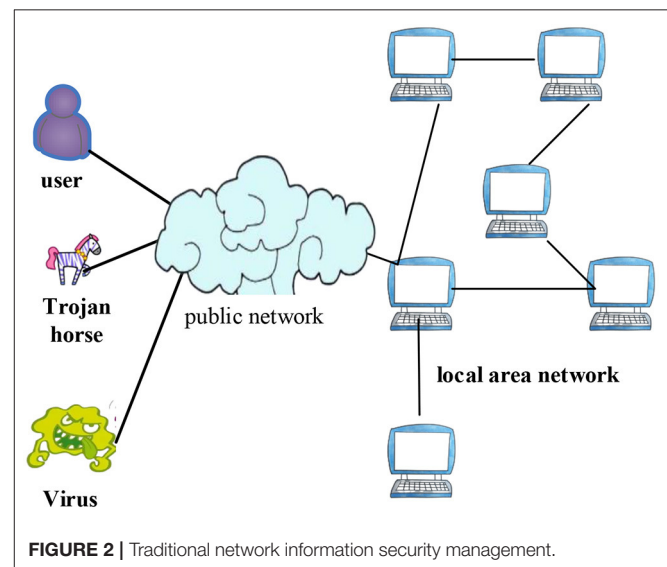 user
Trojan
horse
public network
local area network
Virus
FIGURE 2 | Traditional network information security management.